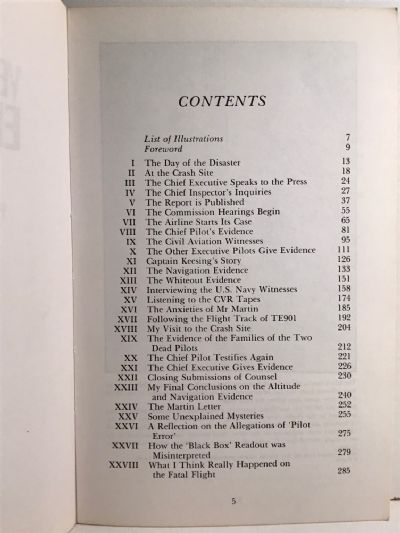 CONTENTS
List of Illustrations 7
Foreword 9
I The Day of the Disaster 13
II At the Crash Site 18
III The Chief Executive Speaks to the Press 24
IV The Chief Inspector's Inquiries 27
V The Report is Published 37
VI The Commission Hearings Begin 55
VII The Airline Starts Its Case 65
VIII The Chief Pilot's Evidence 81
IX The Civil Aviation Witnesses 95
X The Other Executive Pilots Give Evidence 111
XI Captain Keesing's Story 126
XII The Navigation Evidence 133
XIII The Whiteout Evidence 151
XIV Interviewing the U.S. Navy Witnesses 158
XV Listening to the CVR Tapes 174
XVI The Anxieties of Mr Martin 185
XVII Following the Flight Track of TE901 192
XVIII My Visit to the Crash Site 204
XIX The Evidence of the Families of the Two
Dead Pilots 212
XX The Chief Pilot Testifies Again 221
XXI The Chief Executive Gives Evidence 226
XXII Closing Submissions of Counsel 230
XXIII My Final Conclusions on the Altitude
and Navigation Evidence 240
XXIV The Martin Letter 252
XXV Some Unexplained Mysteries 255
XXVI A Reflection on the Allegations of 'Pilot
Error' 275
XXVII How the 'Black Box' Readout was
Misinterpreted 279
XXVIII What I Think Really Happened on
the Fatal Flight 285
5